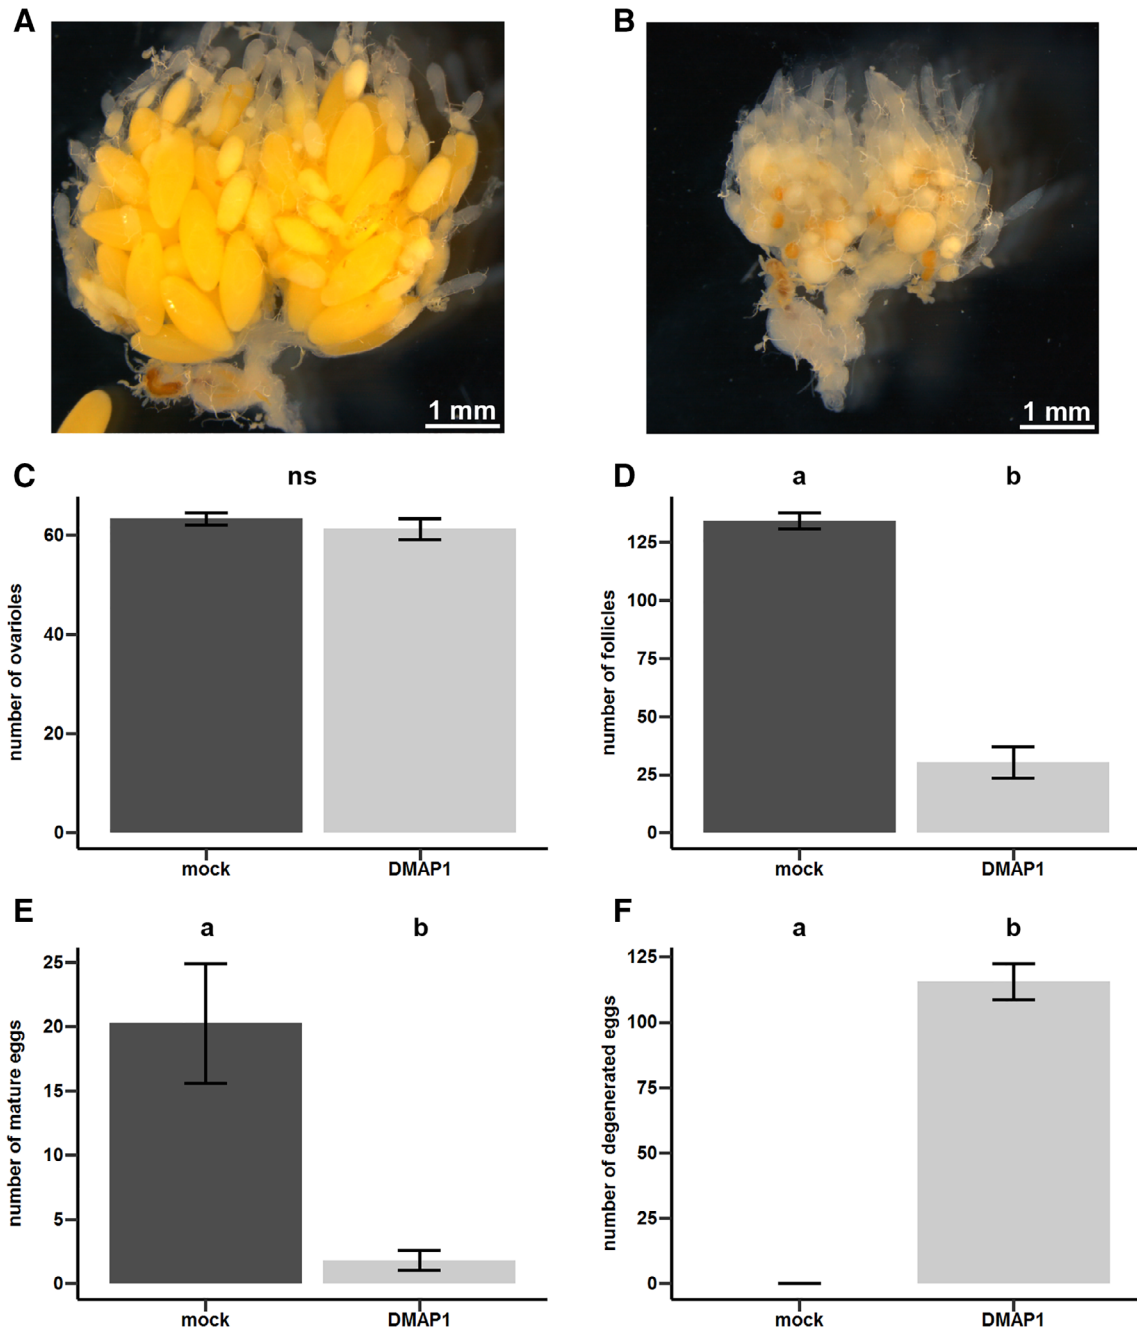 A
B
1 mm
1 mm
C
ns
D
a b
number of ovarioles
60
40
20
0
mock DMAP1
number of follicles
125
100
75
50
25
0
mock DMAP1
E
a b
F
a b
number of mature eggs
25
20
15
10
5
0
mock DMAP1
number of degenerated eggs
125
100
75
50
25
0
mock DMAP1